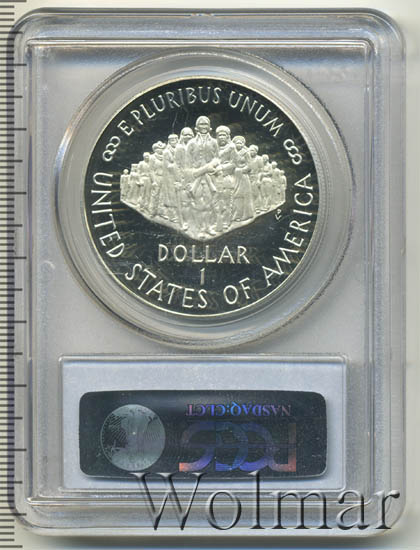 E PLURIBUS UNUM
UNITED STATES OF AMERICA
DOLLAR
1
NASDAQ:CLCT
PCGS
Wolmar